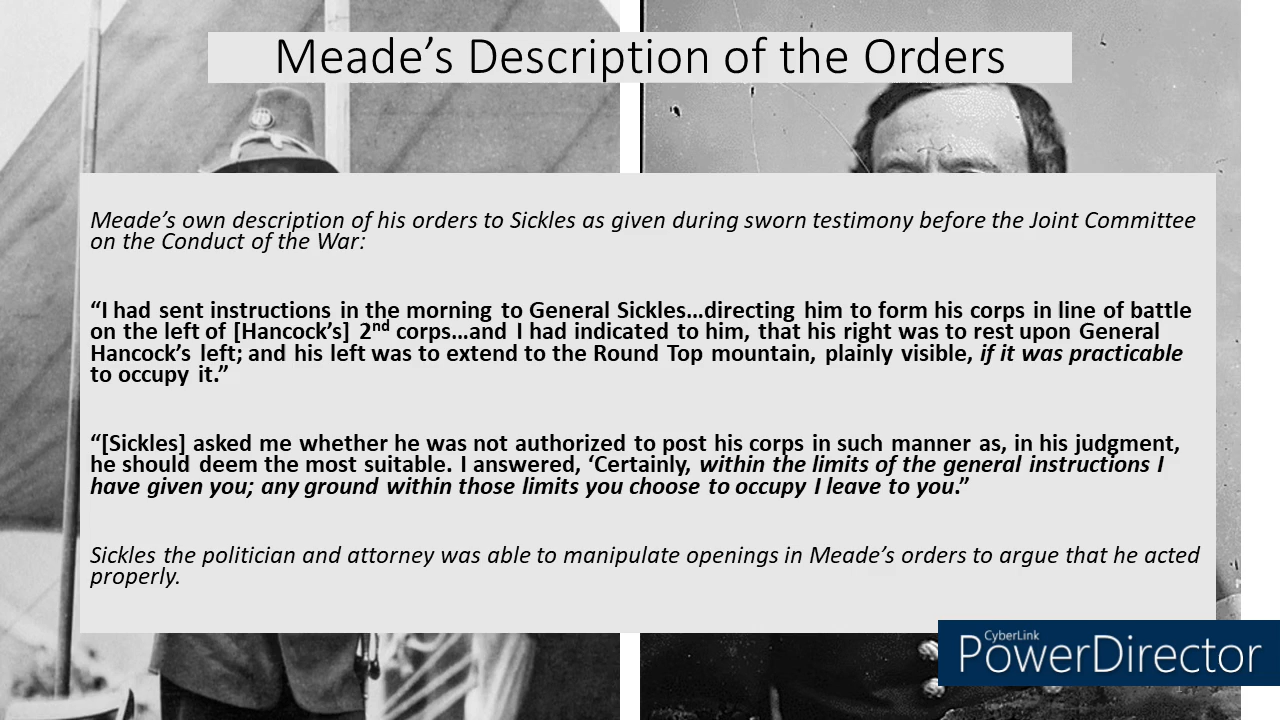 Meade’s Description of the Orders
Meade’s own description of his orders to Sickles as given during sworn testimony before the Joint Committee
on the Conduct of the War:
“I had sent instructions in the morning to General Sickles…directing him to form his corps in line of battle
on the left of [Hancock’s] 2nd corps…and I had indicated to him, that his right was to rest upon General
Hancock’s left; and his left was to extend to the Round Top mountain, plainly visible, if it was practicable
to occupy it.”
“[Sickles] asked me whether he was not authorized to post his corps in such manner as, in his judgment,
he should deem the most suitable. I answered, ‘Certainly, within the limits of the general instructions I
have given you; any ground within those limits you choose to occupy I leave to you.”
Sickles the politician and attorney was able to manipulate openings in Meade’s orders to argue that he acted
properly.
CyberLink
PowerDirector